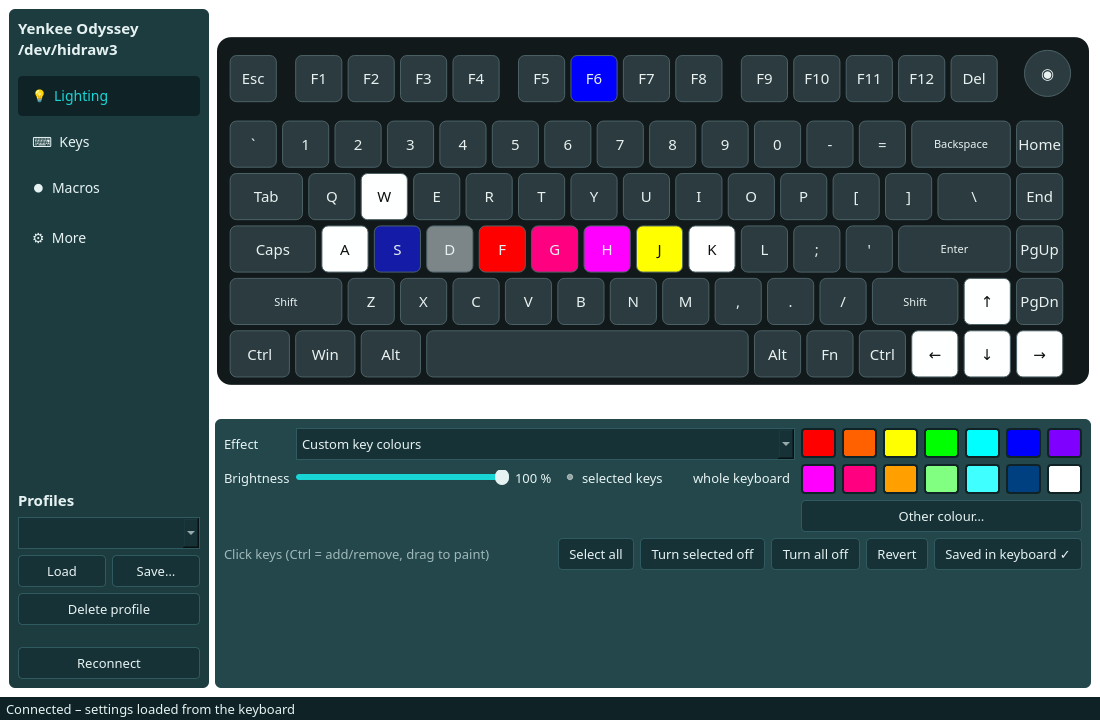 Yenkee Odyssey
/dev/hidraw3
Lighting
Keys
Macros
More
Profiles
Load Save...
Delete profile
Reconnect
Esc F1 F2 F3 F4 F5 F6 F7 F8 F9 F10 F11 F12 Del
` 1 2 3 4 5 6 7 8 9 0 - = Backspace Home
Tab Q W E R T Y U I O P [ ] \ End
Caps A S D F G H J K L ; ' Enter PgUp
Shift Z X C V B N M , . / Shift ↑ PgDn
Ctrl Win Alt Alt Fn Ctrl ← ↓ →
Effect Custom key colours
Brightness 100 % selected keys whole keyboard
Other colour...
Click keys (Ctrl = add/remove, drag to paint) Select all Turn selected off Turn all off Revert Saved in keyboard ✓
Connected – settings loaded from the keyboard